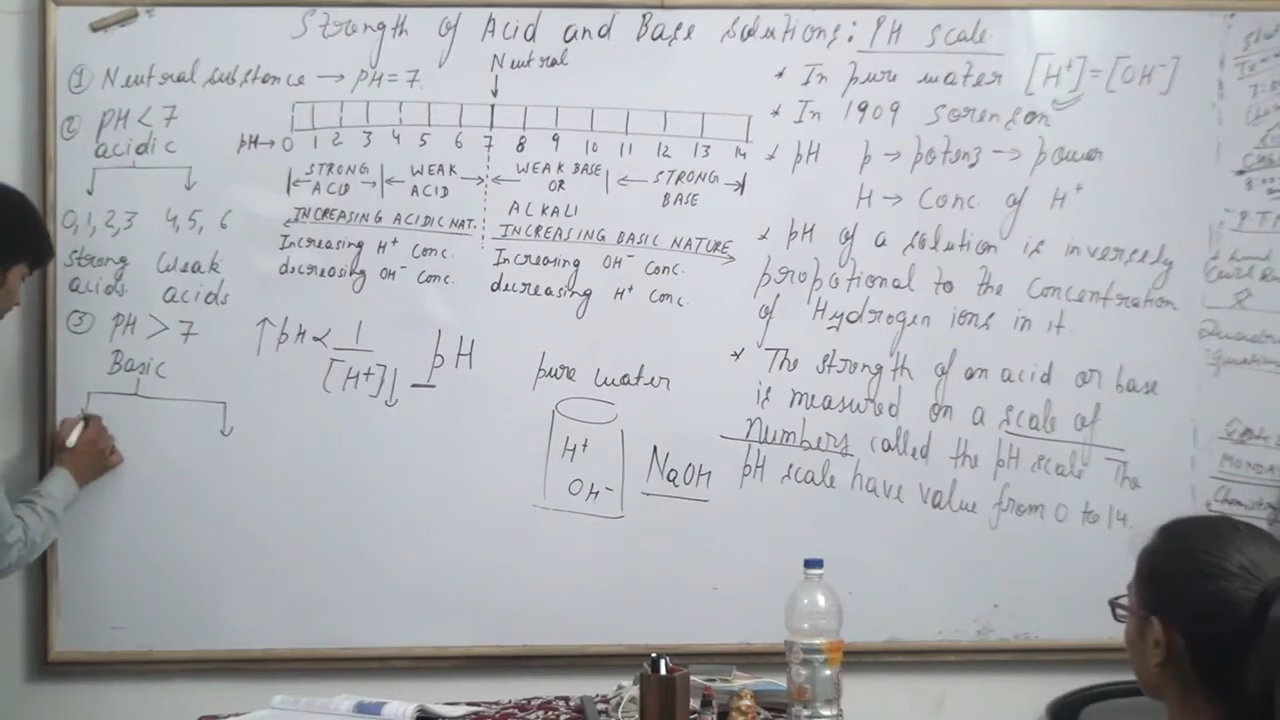 Strength of Acid and Base solutions: PH scale.
① Neutral substance → pH = 7.
Neutral
② PH < 7
acidic
0, 1, 2, 3 4, 5, 6
strong weak
acids acids
pH → 0 1 2 3 4 5 6 7 8 9 10 11 12 13 14
STRONG ACID WEAK ACID WEAK BASE OR ALKALI STRONG BASE
INCREASING ACIDIC NAT.
Increasing H⁺ Conc.
decreasing OH⁻ Conc.
INCREASING BASIC NATURE
Increasing OH⁻ Conc.
decreasing H⁺ Conc.
③ PH > 7
Basic
↑ pH ∝ 1/[H⁺]↓
pH
pure water
H⁺
OH⁻
NaOH
* In pure water [H⁺] = [OH⁻]
* In 1909 Sorenson
* pH p → potenz → power
H → Conc. of H⁺
* pH of a solution is inversely
propotional to the Concentration
of Hydrogen ions in it.
* The strength of an acid or base
is measured on a scale of
numbers called the pH scale The
pH scale have value from 0 to 14.
MONDA
Chemistry